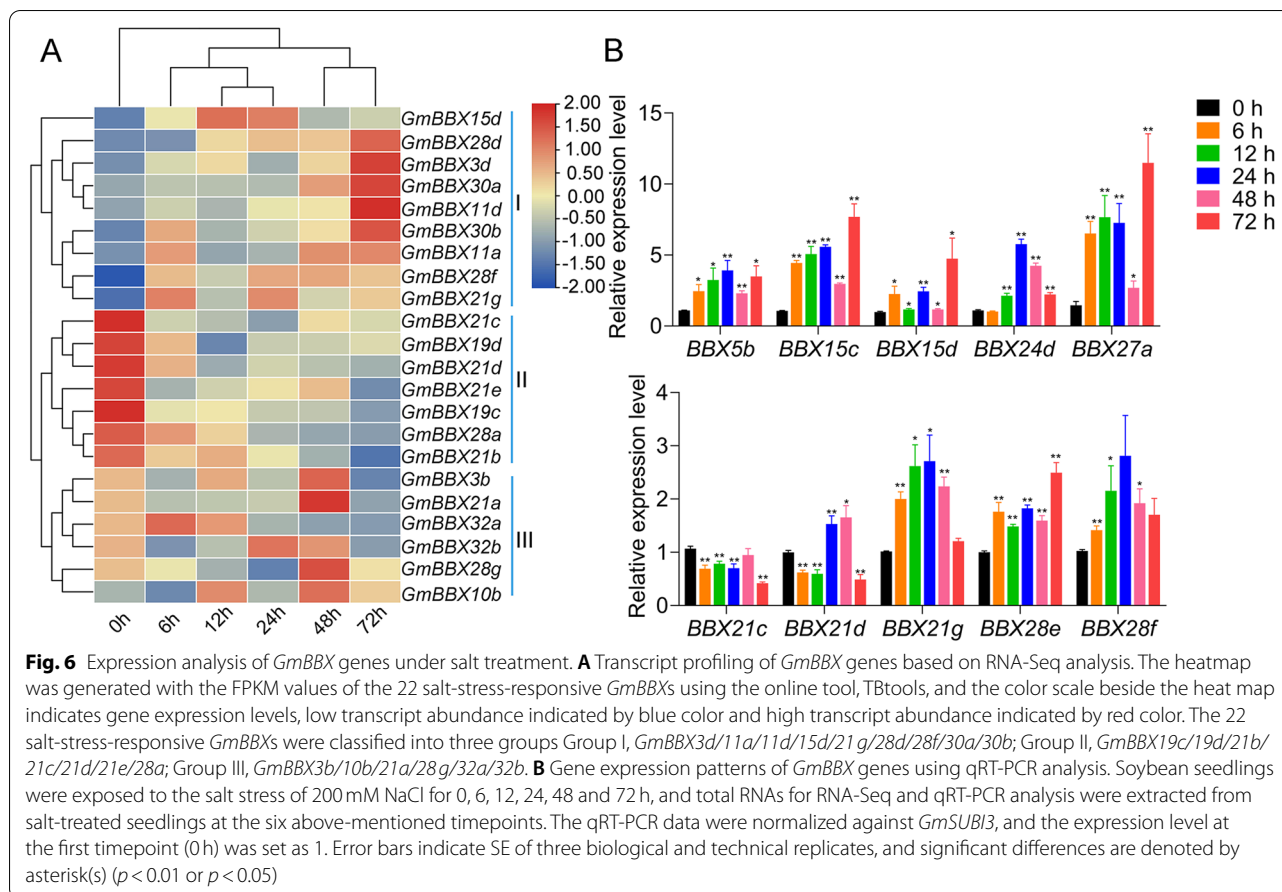 A
2.00
1.50
1.00
0.50
0.00
-0.50
-1.00
-1.50
-2.00
GmBBX15d
GmBBX28d
GmBBX3d
GmBBX30a
GmBBX11d
GmBBX30b
GmBBX11a
GmBBX28f
GmBBX21g
GmBBX21c
GmBBX19d
GmBBX21d
GmBBX21e
GmBBX19c
GmBBX28a
GmBBX21b
GmBBX3b
GmBBX21a
GmBBX32a
GmBBX32b
GmBBX28g
GmBBX10b
I
II
III
0h 6h 12h 24h 48h 72h
B
Relative expression level
15
10
5
0
* * ** ** *
** ** ** ** **
* * ** * *
** ** ** **
** ** ** * **
BBX5b BBX15c BBX15d BBX24d BBX27a
0 h
6 h
12 h
24 h
48 h
72 h
Relative expression level
4
3
2
1
0
** ** ** **
** ** ** * **
** * * **
** ** ** ** **
** * *
BBX21c BBX21d BBX21g BBX28e BBX28f
Fig. 6 Expression analysis of GmBBX genes under salt treatment. A Transcript profiling of GmBBX genes based on RNA-Seq analysis. The heatmap
was generated with the FPKM values of the 22 salt-stress-responsive GmBBXs using the online tool, TBtools, and the color scale beside the heat map
indicates gene expression levels, low transcript abundance indicated by blue color and high transcript abundance indicated by red color. The 22
salt-stress-responsive GmBBXs were classified into three groups Group I, GmBBX3d/11a/11d/15d/21 g/28d/28f/30a/30b; Group II, GmBBX19c/19d/21b/
21c/21d/21e/28a; Group III, GmBBX3b/10b/21a/28 g/32a/32b. B Gene expression patterns of GmBBX genes using qRT-PCR analysis. Soybean seedlings
were exposed to the salt stress of 200 mM NaCl for 0, 6, 12, 24, 48 and 72 h, and total RNAs for RNA-Seq and qRT-PCR analysis were extracted from
salt-treated seedlings at the six above-mentioned timepoints. The qRT-PCR data were normalized against GmSUBI3, and the expression level at
the first timepoint (0 h) was set as 1. Error bars indicate SE of three biological and technical replicates, and significant differences are denoted by
asterisk(s) (p < 0.01 or p < 0.05)